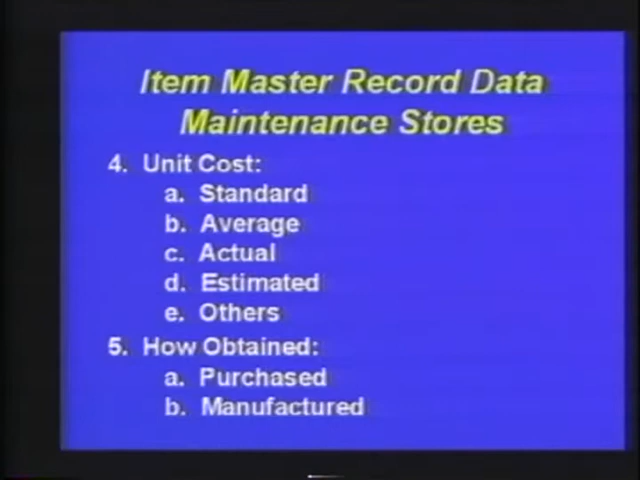 Item Master Record Data
Maintenance Stores
4. Unit Cost:
a. Standard
b. Average
c. Actual
d. Estimated
e. Others
5. How Obtained:
a. Purchased
b. Manufactured